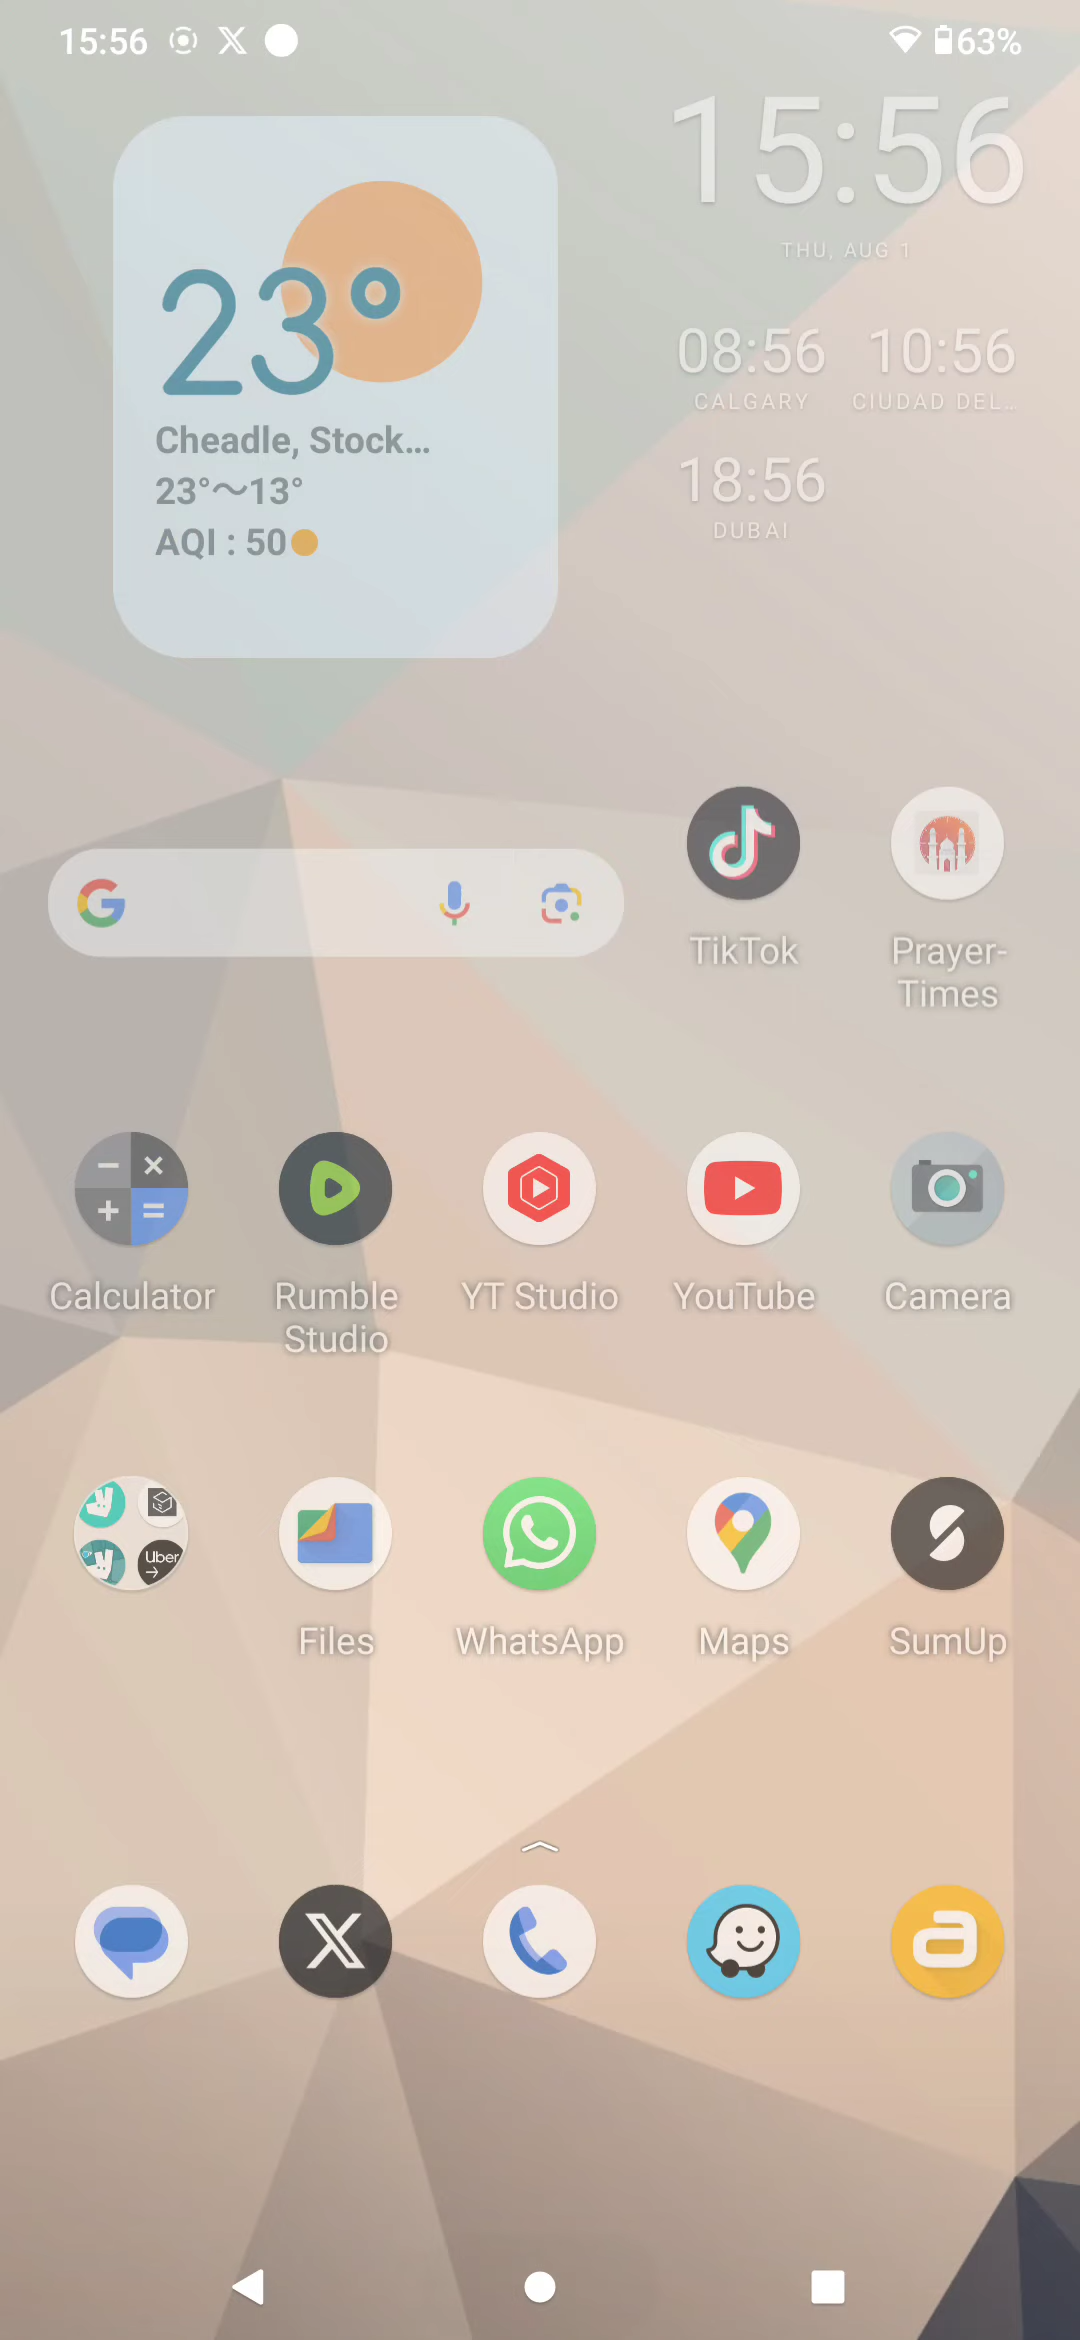 15:56
63%
15:56
THU, AUG 1
23°
Cheadle, Stock…
23°～13°
AQI : 50
08:56
CALGARY
10:56
CIUDAD DEL…
18:56
DUBAI
TikTok
Prayer-
Times
Calculator
Rumble
Studio
YT Studio
YouTube
Camera
Uber
Files
WhatsApp
Maps
SumUp